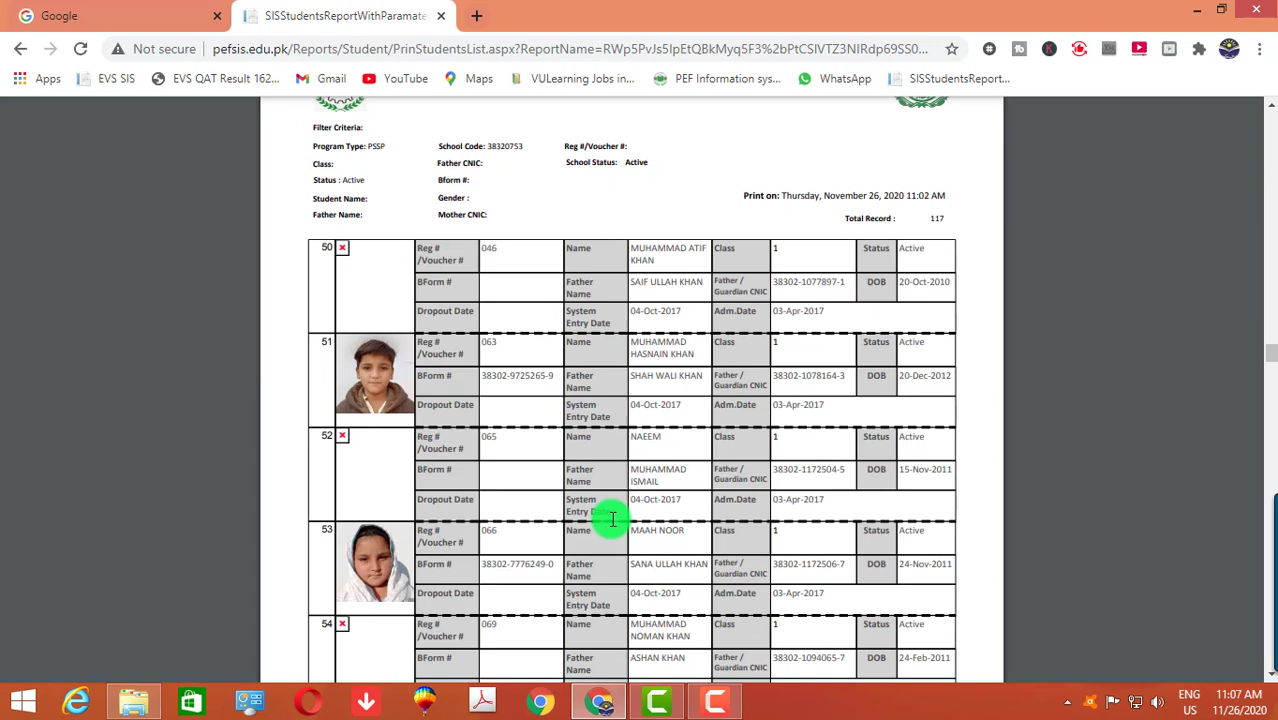 Google
SISStudentsReportWithParamate
Not secure | pefsis.edu.pk/Reports/Student/PrinStudentsList.aspx?ReportName=RWp5PvJs5IpEtQBkMyq5F3%2bPtCSIVTZ3NIRdp69SS0...
Apps EVS SIS EVS QAT Result 162... Gmail YouTube Maps VULearning Jobs in... PEF Information sys... WhatsApp SISStudentsReport...
Filter Criteria:
Program Type: PSSP School Code: 38320753 Reg #/Voucher #:
Class: Father CNIC: School Status: Active
Status : Active Bform #:
Student Name: Gender : Print on: Thursday, November 26, 2020 11:02 AM
Father Name: Mother CNIC: Total Record : 117
50 Reg # 046 Name MUHAMMAD ATIF Class 1 Status Active
/Voucher # KHAN
BForm # Father SAIF ULLAH KHAN Father / 38302-1077897-1 DOB 20-Oct-2010
Name Guardian CNIC
Dropout Date System 04-Oct-2017 Adm.Date 03-Apr-2017
Entry Date
51 Reg # 063 Name MUHAMMAD Class 1 Status Active
/Voucher # HASNAIN KHAN
BForm # 38302-9725265-9 Father SHAH WALI KHAN Father / 38302-1078164-3 DOB 20-Dec-2012
Name Guardian CNIC
Dropout Date System 04-Oct-2017 Adm.Date 03-Apr-2017
Entry Date
52 Reg # 065 Name NAEEM Class 1 Status Active
/Voucher #
BForm # Father MUHAMMAD Father / 38302-1172504-5 DOB 15-Nov-2011
Name ISMAIL Guardian CNIC
Dropout Date System 04-Oct-2017 Adm.Date 03-Apr-2017
Entry Date
53 Reg # 066 Name MAAH NOOR Class 1 Status Active
/Voucher #
BForm # 38302-7776249-0 Father SANA ULLAH KHAN Father / 38302-1172506-7 DOB 24-Nov-2011
Name Guardian CNIC
Dropout Date System 04-Oct-2017 Adm.Date 03-Apr-2017
Entry Date
54 Reg # 069 Name MUHAMMAD Class 1 Status Active
/Voucher # NOMAN KHAN
BForm # Father ASHAN KHAN Father / 38302-1094065-7 DOB 24-Feb-2011
Name Guardian CNIC
ENG 11:07 AM
US 11/26/2020